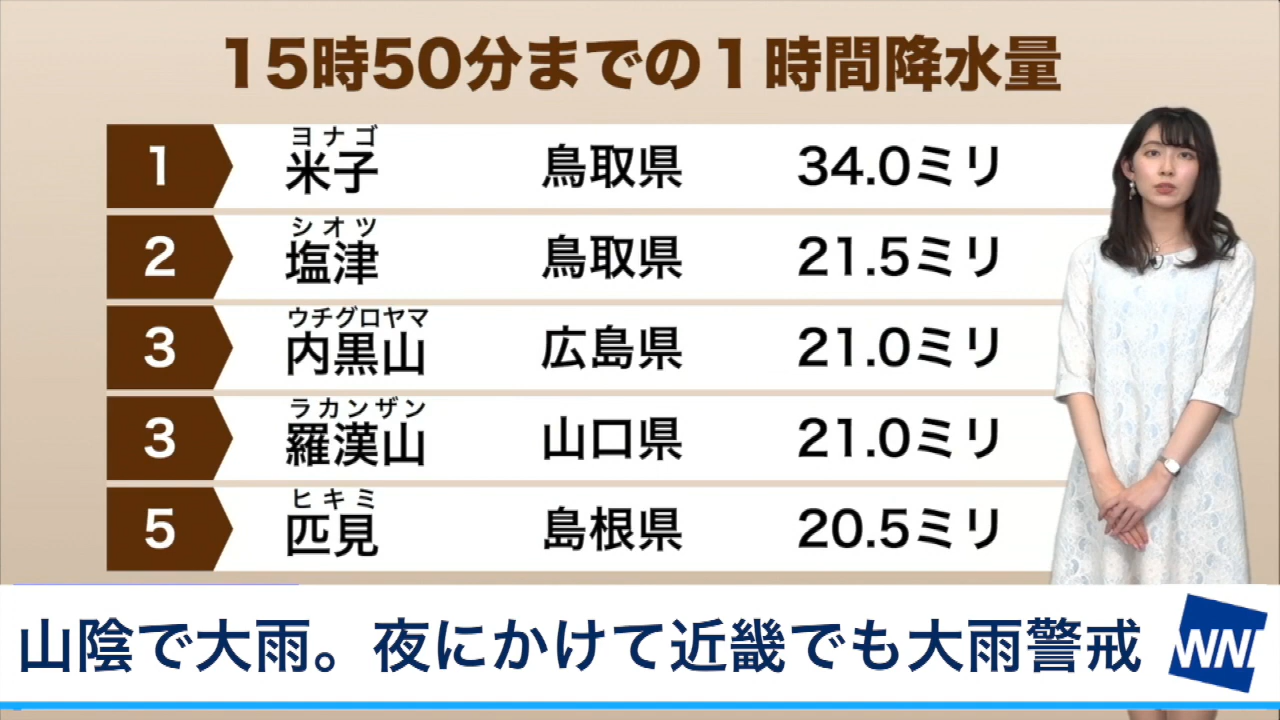 15時50分までの1時間降水量
1 ヨナゴ 米子 鳥取県 34.0ミリ
2 シオツ 塩津 鳥取県 21.5ミリ
3 ウチグロヤマ 内黒山 広島県 21.0ミリ
3 ラカンザン 羅漢山 山口県 21.0ミリ
5 ヒキミ 匹見 島根県 20.5ミリ
山陰で大雨。夜にかけて近畿でも大雨警戒
WNI